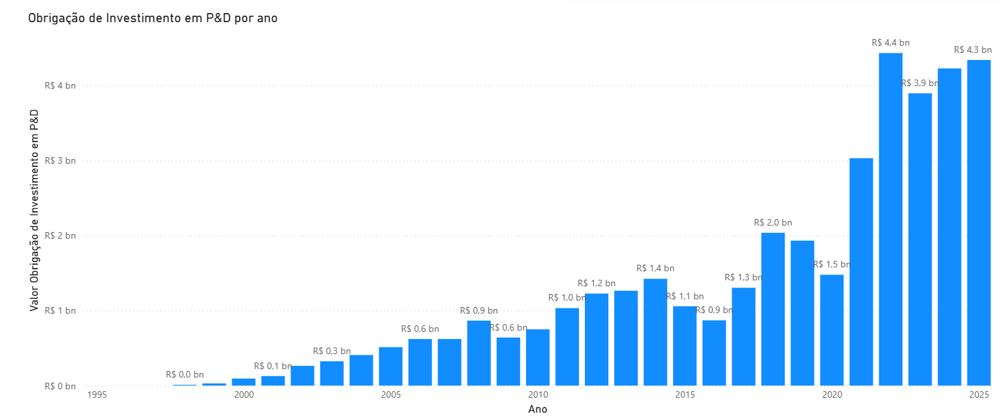 Obrigação de Investimento em P&D por ano
Valor Obrigação de Investimento em P&D
R$ 4 bn
R$ 3 bn
R$ 2 bn
R$ 1 bn
R$ 0 bn
R$ 0,0 bn
R$ 0,1 bn
R$ 0,3 bn
R$ 0,6 bn
R$ 0,9 bn
R$ 0,6 bn
R$ 1,0 bn
R$ 1,2 bn
R$ 1,4 bn
R$ 1,1 bn
R$ 0,9 bn
R$ 1,3 bn
R$ 2,0 bn
R$ 1,5 bn
R$ 4,4 bn
R$ 3,9 bn
R$ 4,3 bn
1995
2000
2005
2010
2015
2020
2025
Ano